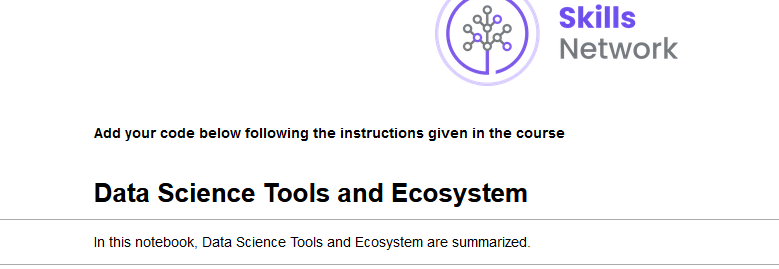 Skills
Network
Add your code below following the instructions given in the course
Data Science Tools and Ecosystem
In this notebook, Data Science Tools and Ecosystem are summarized.